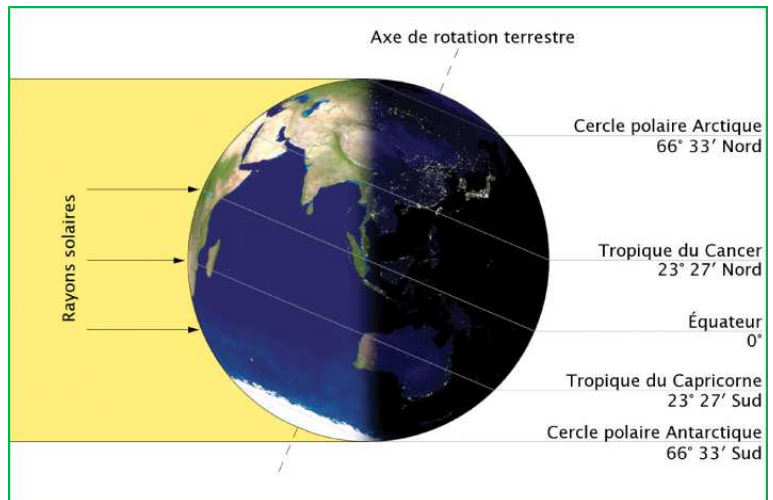 Axe de rotation terrestre
Cercle polaire Arctique
66° 33′ Nord
Rayons solaires
Tropique du Cancer
23° 27′ Nord
Équateur
0°
Tropique du Capricorne
23° 27′ Sud
Cercle polaire Antarctique
66° 33′ Sud